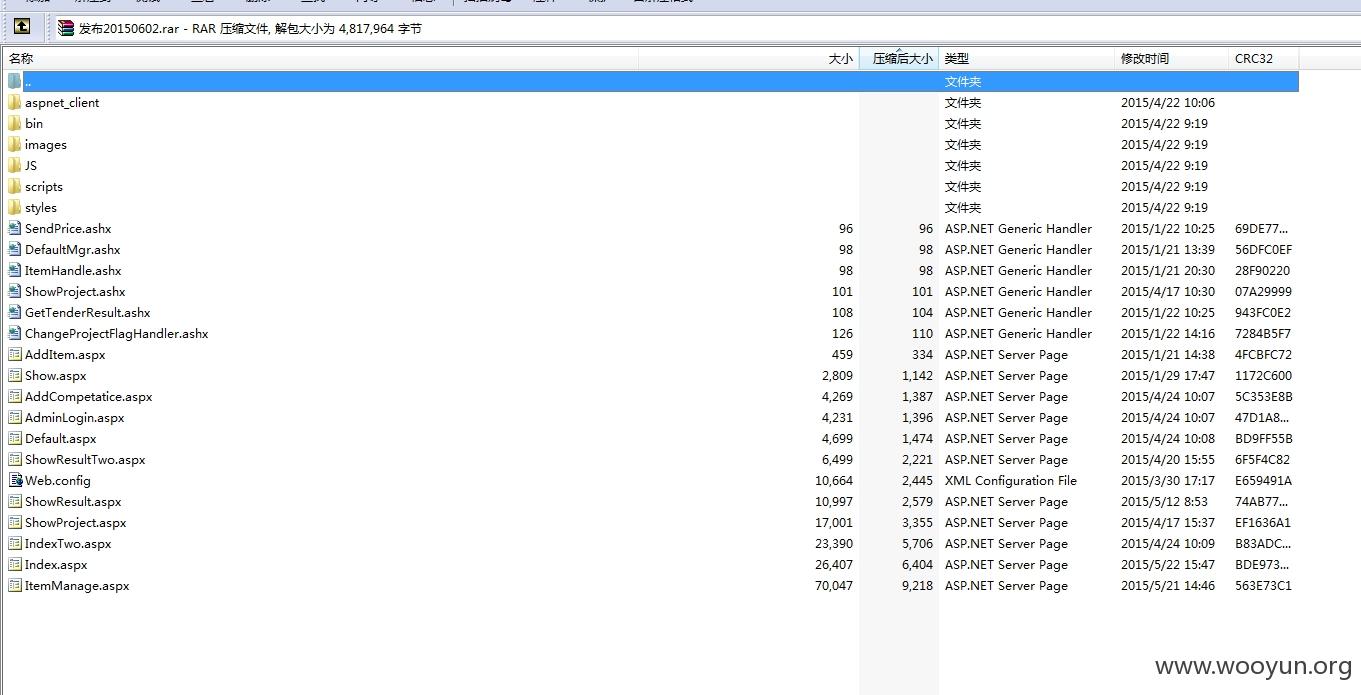 发布20150602.rar - RAR 压缩文件, 解包大小为 4,817,964 字节
名称 大小 压缩后大小 类型 修改时间 CRC32
.. 文件夹
aspnet_client 文件夹 2015/4/22 10:06
bin 文件夹 2015/4/22 9:19
images 文件夹 2015/4/22 9:19
JS 文件夹 2015/4/22 9:19
scripts 文件夹 2015/4/22 9:19
styles 文件夹 2015/4/22 9:19
SendPrice.ashx 96 96 ASP.NET Generic Handler 2015/1/22 10:25 69DE77...
DefaultMgr.ashx 98 98 ASP.NET Generic Handler 2015/1/21 13:39 56DFC0EF
ItemHandle.ashx 98 98 ASP.NET Generic Handler 2015/1/21 20:30 28F90220
ShowProject.ashx 101 101 ASP.NET Generic Handler 2015/4/17 10:30 07A29999
GetTenderResult.ashx 108 104 ASP.NET Generic Handler 2015/1/22 10:25 943FC0E2
ChangeProjectFlagHandler.ashx 126 110 ASP.NET Generic Handler 2015/1/22 14:16 7284B5F7
AddItem.aspx 459 334 ASP.NET Server Page 2015/1/21 14:38 4FCBFC72
Show.aspx 2,809 1,142 ASP.NET Server Page 2015/1/29 17:47 1172C600
AddCompetatice.aspx 4,269 1,387 ASP.NET Server Page 2015/4/24 10:07 5C353E8B
AdminLogin.aspx 4,231 1,396 ASP.NET Server Page 2015/4/24 10:07 47D1A8...
Default.aspx 4,699 1,474 ASP.NET Server Page 2015/4/24 10:08 BD9FF55B
ShowResultTwo.aspx 6,499 2,221 ASP.NET Server Page 2015/4/20 15:55 6F5F4C82
Web.config 10,664 2,445 XML Configuration File 2015/3/30 17:17 E659491A
ShowResult.aspx 10,997 2,579 ASP.NET Server Page 2015/5/12 8:53 74AB77...
ShowProject.aspx 17,001 3,355 ASP.NET Server Page 2015/4/17 15:37 EF1636A1
IndexTwo.aspx 23,390 5,706 ASP.NET Server Page 2015/4/24 10:09 B83ADC...
Index.aspx 26,407 6,404 ASP.NET Server Page 2015/5/22 15:47 BDE973...
ItemManage.aspx 70,047 9,218 ASP.NET Server Page 2015/5/21 14:46 563E73C1
www.wooyun.org